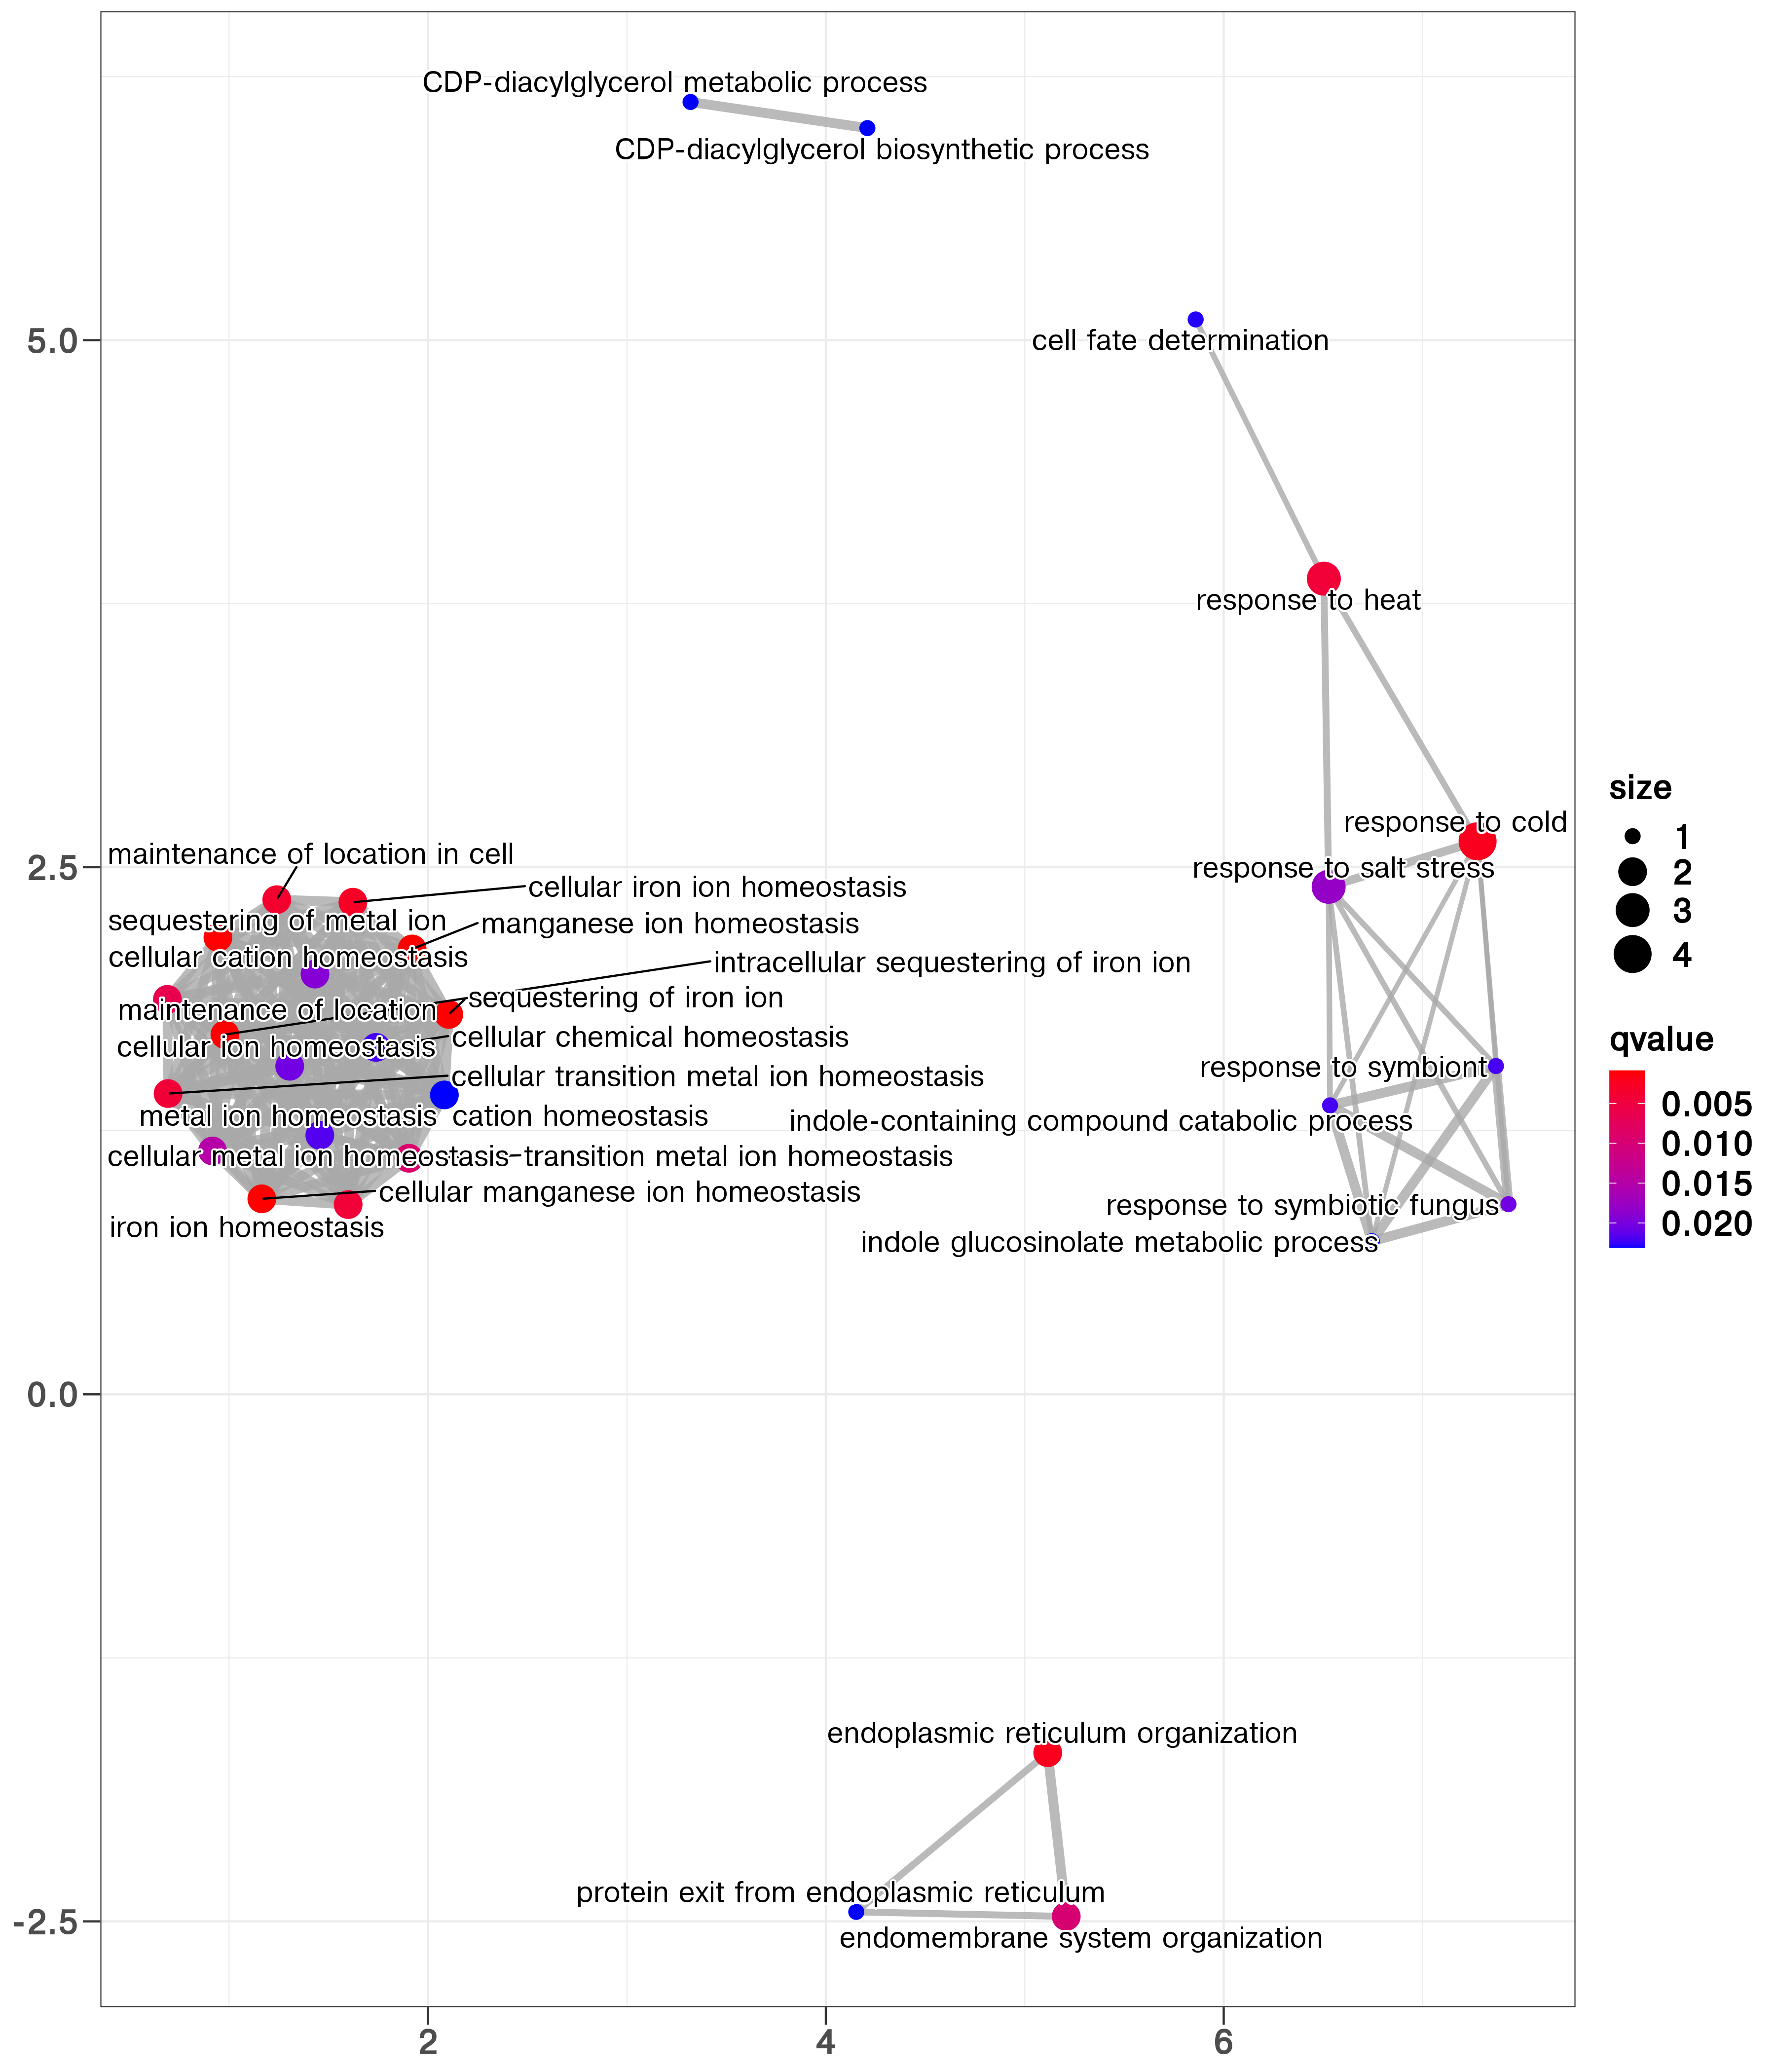 CDP-diacylglycerol metabolic process
CDP-diacylglycerol biosynthetic process
5.0
cell fate determination
response to heat
size
1
2
3
4
response to cold
2.5
response to salt stress
maintenance of location in cell
cellular iron ion homeostasis
sequestering of metal ion
manganese ion homeostasis
cellular cation homeostasis
intracellular sequestering of iron ion
maintenance of location
sequestering of iron ion
cellular ion homeostasis
cellular chemical homeostasis
cellular transition metal ion homeostasis
metal ion homeostasis
cation homeostasis
cellular metal ion homeostasis
transition metal ion homeostasis
cellular manganese ion homeostasis
iron ion homeostasis
response to symbiont
indole-containing compound catabolic process
response to symbiotic fungus
indole glucosinolate metabolic process
qvalue
0.005
0.010
0.015
0.020
0.0
endoplasmic reticulum organization
protein exit from endoplasmic reticulum
-2.5
endomembrane system organization
2
4
6